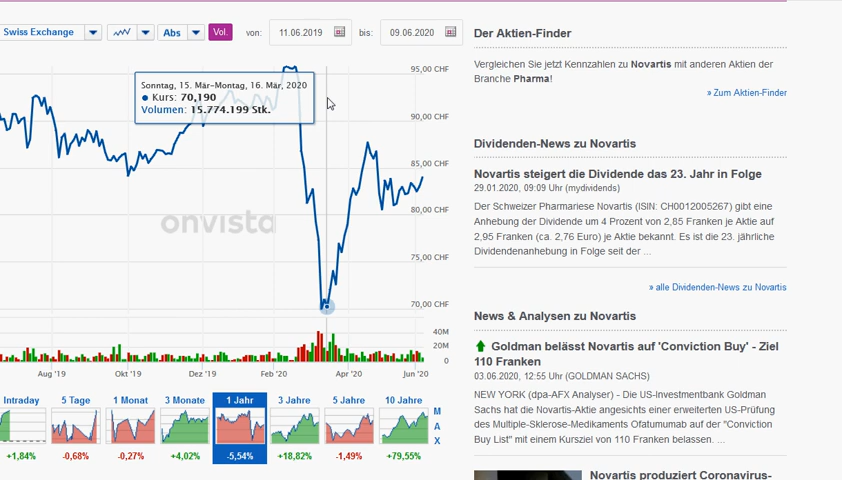 Swiss Exchange
Abs
Vol.
von:
11.06.2019
bis:
09.06.2020
95,00 CHF
90,00 CHF
85,00 CHF
80,00 CHF
75,00 CHF
70,00 CHF
Sonntag, 15. Mär-Montag, 16. Mär, 2020
Kurs: 70,190
Volumen: 15.774.199 Stk.
onvista
40M
20M
0
Aug '19
Okt '19
Dez '19
Feb '20
Apr '20
Jun '20
Intraday
5 Tage
1 Monat
3 Monate
1 Jahr
3 Jahre
5 Jahre
10 Jahre
M
A
X
+1,84%
-0,68%
-0,27%
+4,02%
-5,54%
+18,82%
-1,49%
+79,55%
Der Aktien-Finder
Vergleichen Sie jetzt Kennzahlen zu Novartis mit anderen Aktien der
Branche Pharma!
» Zum Aktien-Finder
Dividenden-News zu Novartis
Novartis steigert die Dividende das 23. Jahr in Folge
29.01.2020, 09:09 Uhr (mydividends)
Der Schweizer Pharmariese Novartis (ISIN: CH0012005267) gibt eine
Anhebung der Dividende um 4 Prozent von 2,85 Franken je Aktie auf
2,95 Franken (ca. 2,76 Euro) je Aktie bekannt. Es ist die 23. jährliche
Dividendenanhebung in Folge seit der ...
» alle Dividenden-News zu Novartis
News & Analysen zu Novartis
Goldman belässt Novartis auf 'Conviction Buy' - Ziel
110 Franken
03.06.2020, 12:55 Uhr (GOLDMAN SACHS)
NEW YORK (dpa-AFX Analyser) - Die US-Investmentbank Goldman
Sachs hat die Novartis-Aktie angesichts einer erweiterten US-Prüfung
des Multiple-Sklerose-Medikaments Ofatumumab auf der "Conviction
Buy List" mit einem Kursziel von 110 Franken belassen. ...
Novartis produziert Coronavirus-